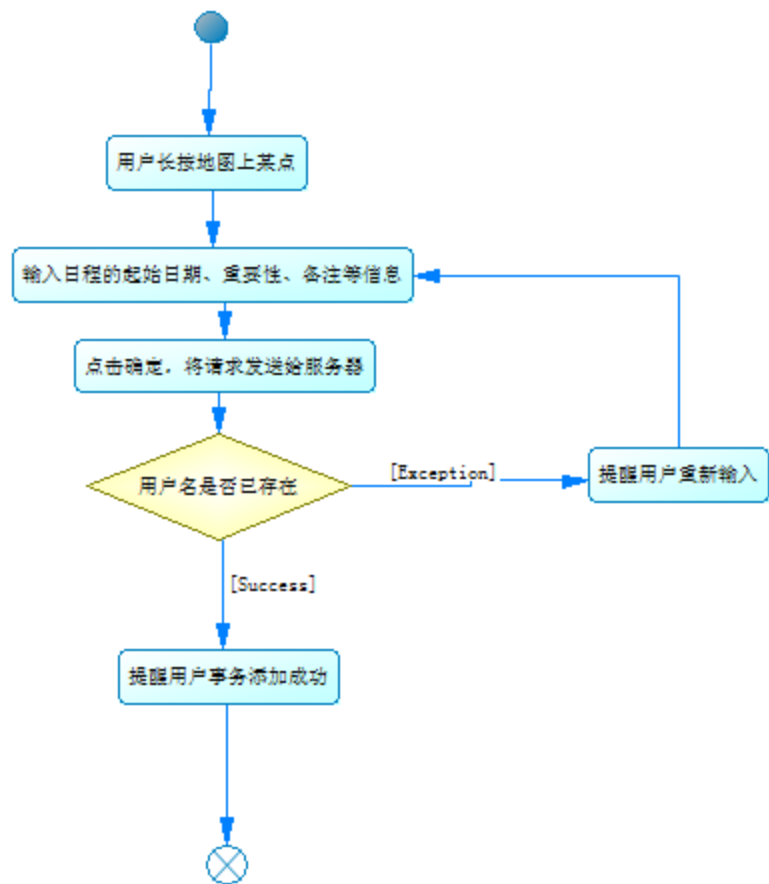 用户长按地图上某点
输入日程的起始日期、重要性、备注等信息
点击确定，将请求发送给服务器
用户名是否已存在
[Exception]
提醒用户重新输入
[Success]
提醒用户事务添加成功